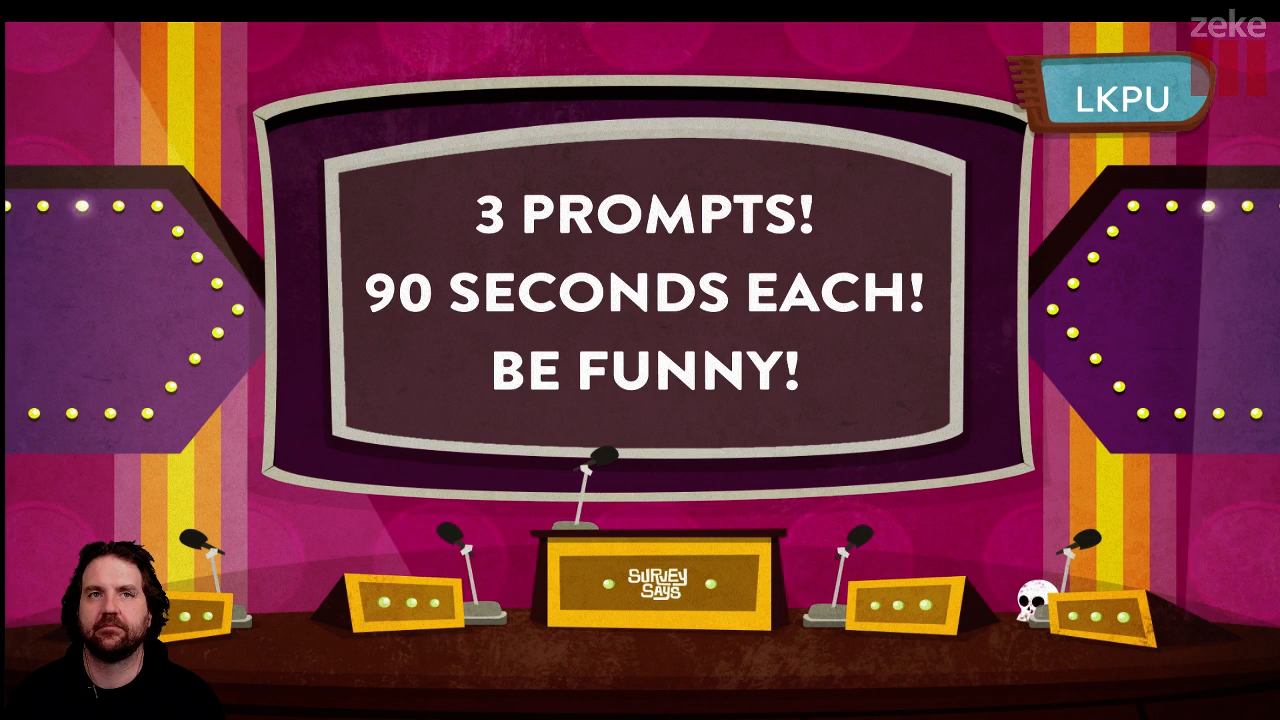 zeke
LKPU
3 PROMPTS!
90 SECONDS EACH!
BE FUNNY!
SURVEY
SAYS